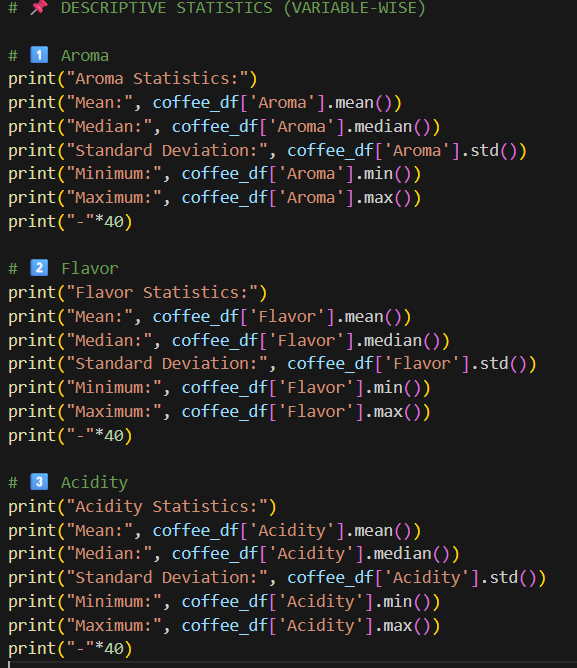 # 📌 DESCRIPTIVE STATISTICS (VARIABLE-WISE)
# 1️⃣ Aroma
print("Aroma Statistics:")
print("Mean:", coffee_df['Aroma'].mean())
print("Median:", coffee_df['Aroma'].median())
print("Standard Deviation:", coffee_df['Aroma'].std())
print("Minimum:", coffee_df['Aroma'].min())
print("Maximum:", coffee_df['Aroma'].max())
print("-"*40)
# 2️⃣ Flavor
print("Flavor Statistics:")
print("Mean:", coffee_df['Flavor'].mean())
print("Median:", coffee_df['Flavor'].median())
print("Standard Deviation:", coffee_df['Flavor'].std())
print("Minimum:", coffee_df['Flavor'].min())
print("Maximum:", coffee_df['Flavor'].max())
print("-"*40)
# 3️⃣ Acidity
print("Acidity Statistics:")
print("Mean:", coffee_df['Acidity'].mean())
print("Median:", coffee_df['Acidity'].median())
print("Standard Deviation:", coffee_df['Acidity'].std())
print("Minimum:", coffee_df['Acidity'].min())
print("Maximum:", coffee_df['Acidity'].max())
print("-"*40)